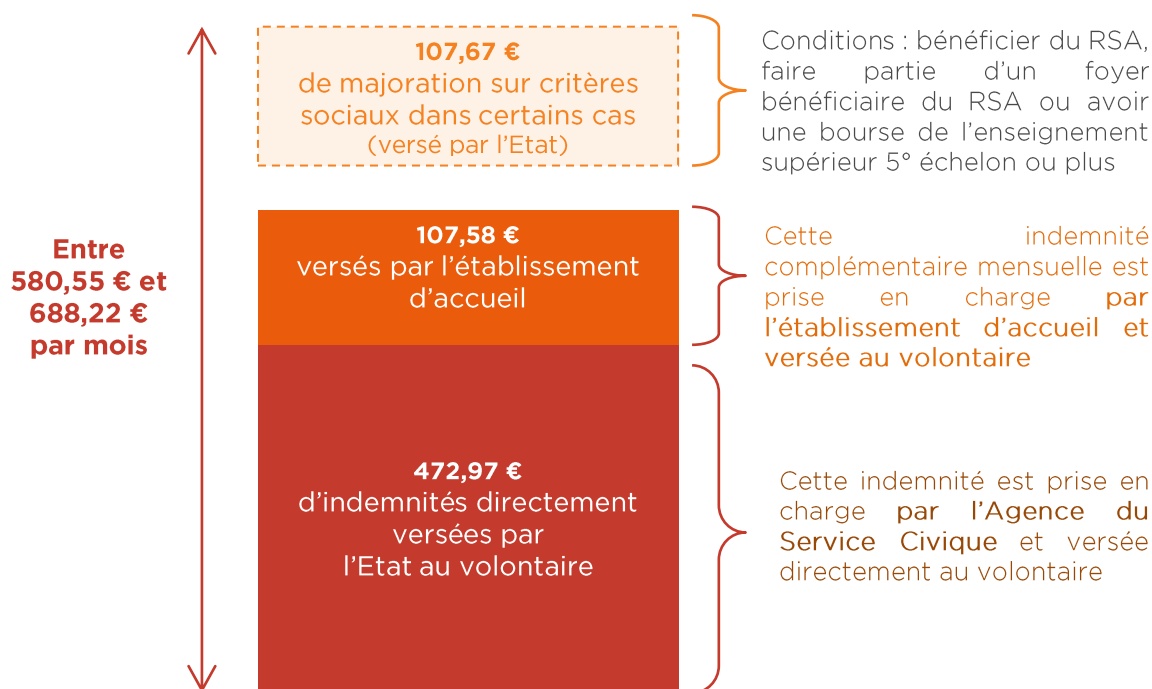 107,67 €
de majoration sur critères
sociaux dans certains cas
(versé par l'Etat)
Conditions : bénéficier du RSA,
faire partie d'un foyer
bénéficiaire du RSA ou avoir
une bourse de l'enseignement
supérieur 5° échelon ou plus
Entre
580,55 € et
688,22 €
par mois
107,58 €
versés par l'établissement
d'accueil
Cette indemnité
complémentaire mensuelle est
prise en charge par
l'établissement d'accueil et
versée au volontaire
472,97 €
d'indemnités directement
versées par
l'Etat au volontaire
Cette indemnité est prise en
charge par l'Agence du
Service Civique et versée
directement au volontaire